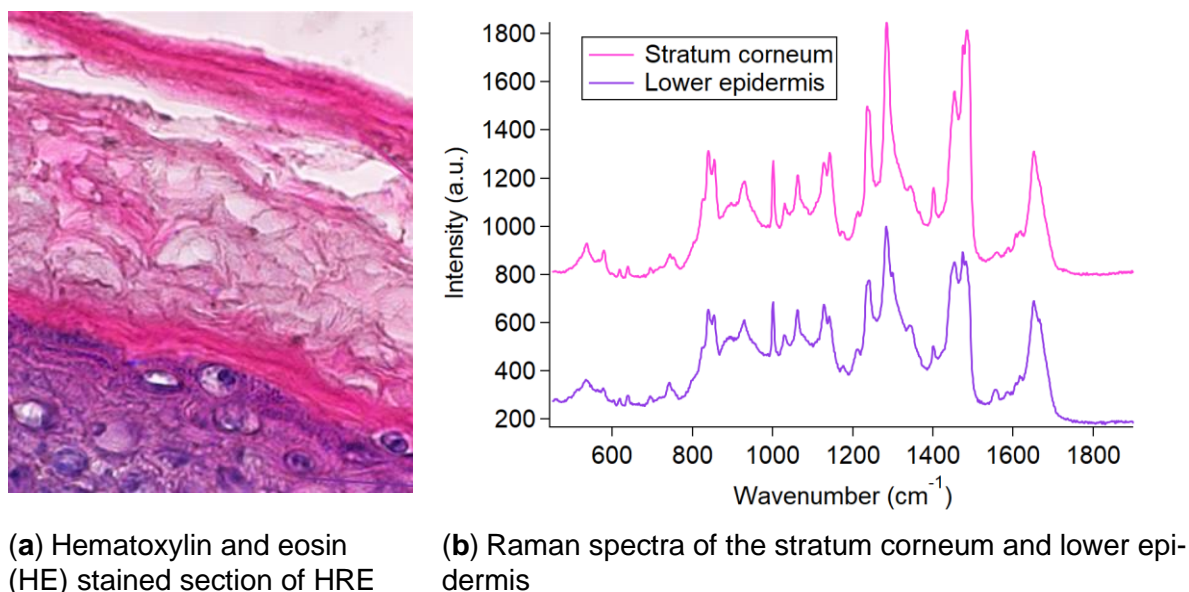 1800
1600
1400
1200
1000
800
600
400
200
Intensity (a.u.)
Stratum corneum
Lower epidermis
600 800 1000 1200 1400 1600 1800
Wavenumber (cm-1)
(a) Hematoxylin and eosin
(HE) stained section of HRE
(b) Raman spectra of the stratum corneum and lower epi-
dermis